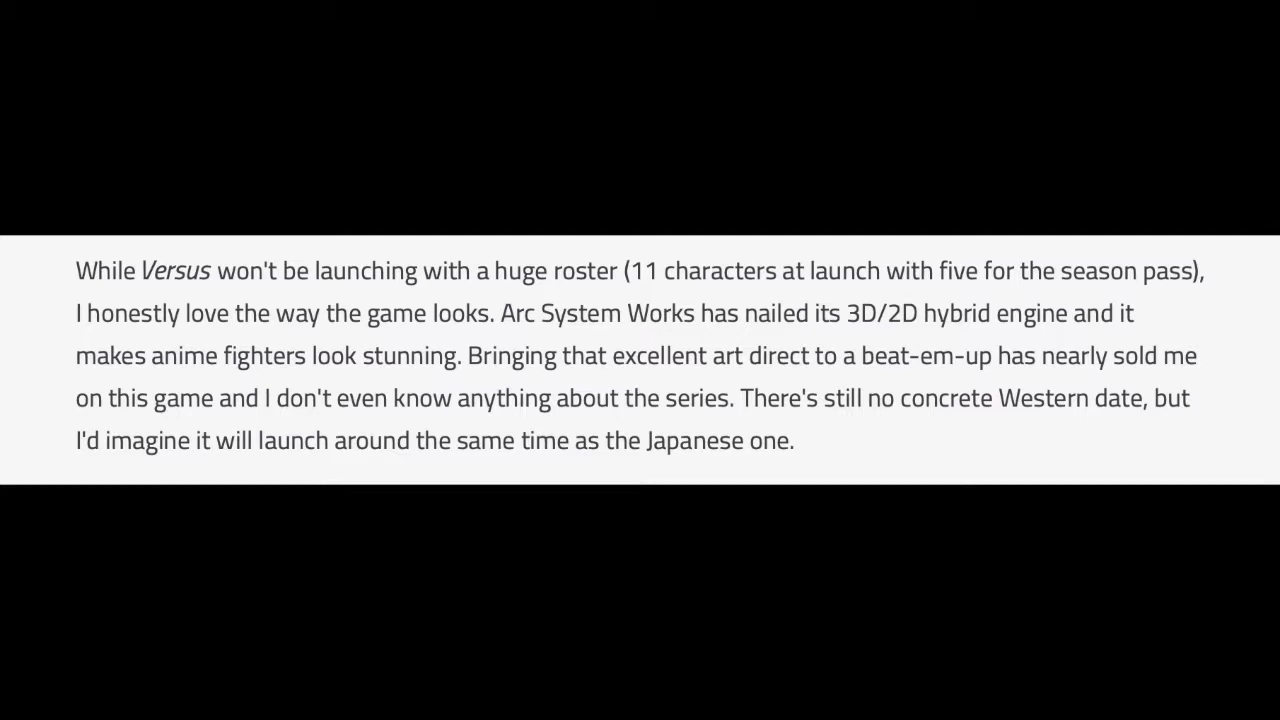 While Versus won't be launching with a huge roster (11 characters at launch with five for the season pass),
I honestly love the way the game looks. Arc System Works has nailed its 3D/2D hybrid engine and it
makes anime fighters look stunning. Bringing that excellent art direct to a beat-em-up has nearly sold me
on this game and I don't even know anything about the series. There's still no concrete Western date, but
I'd imagine it will launch around the same time as the Japanese one.